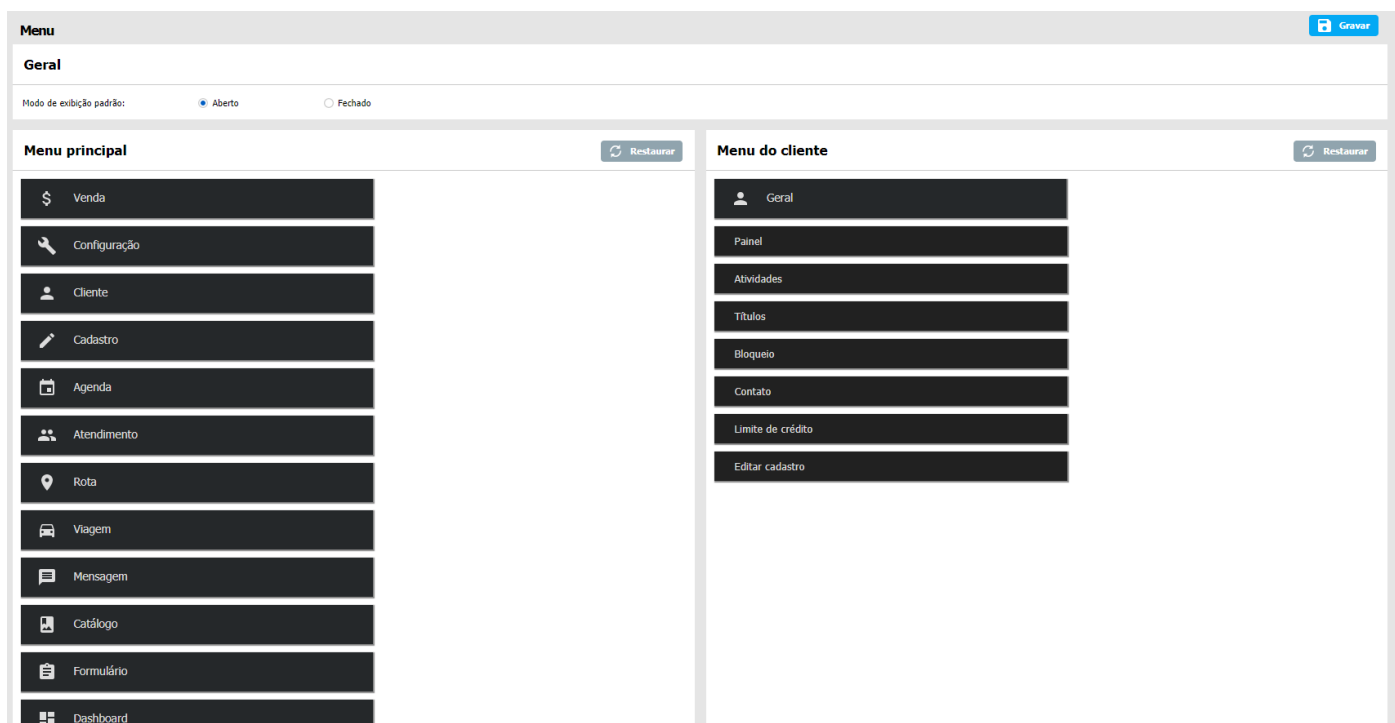 Menu
Gravar
Geral
Modo de exibição padrão:
Aberto
Fechado
Menu principal
Restaurar
Venda
Configuração
Cliente
Cadastro
Agenda
Atendimento
Rota
Viagem
Mensagem
Catálogo
Formulário
Dashboard
Menu do cliente
Restaurar
Geral
Painel
Atividades
Títulos
Bloqueio
Contato
Limite de crédito
Editar cadastro